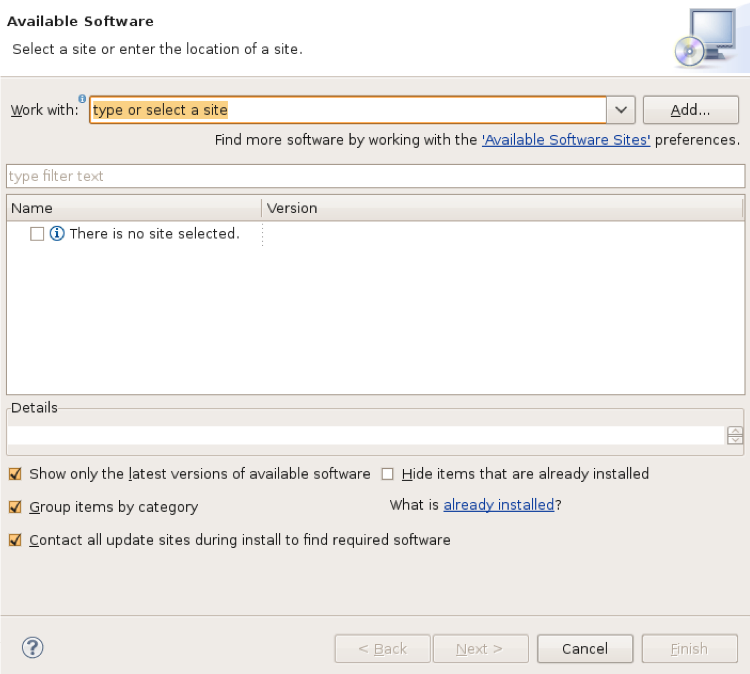 Available Software
Select a site or enter the location of a site.
Work with: type or select a site Add...
Find more software by working with the 'Available Software Sites' preferences.
type filter text
Name Version
There is no site selected.
Details
Show only the latest versions of available software Hide items that are already installed
Group items by category What is already installed?
Contact all update sites during install to find required software
? < Back Next > Cancel Finish